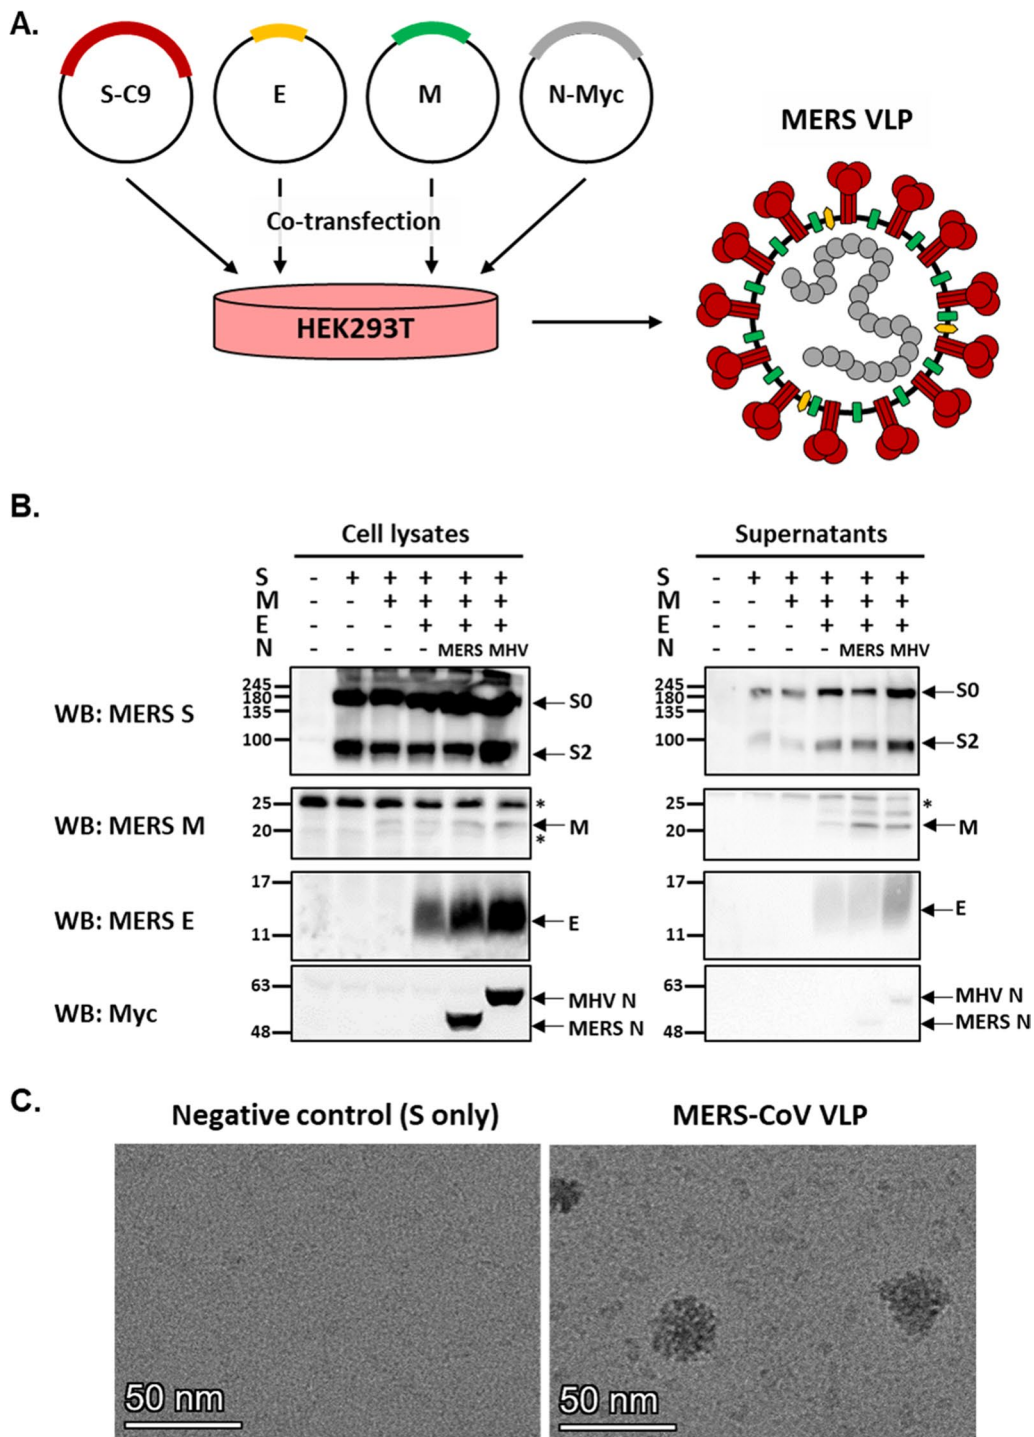 A.
S-C9 E M N-Myc
MERS VLP
Co-transfection
HEK293T
B.
Cell lysates
S - + + + + +
M - - + + + +
E - - - + + +
N - - - - MERS MHV
Supernatants
S - + + + + +
M - - + + + +
E - - - + + +
N - - - - MERS MHV
WB: MERS S
245
180
135
100
S0
S2
245
180
135
100
S0
S2
WB: MERS M
25
20
*
M
*
25
20
*
M
WB: MERS E
17
11
E
17
11
E
WB: Myc
63
48
MHV N
MERS N
63
48
MHV N
MERS N
C.
Negative control (S only)
MERS-CoV VLP
50 nm
50 nm